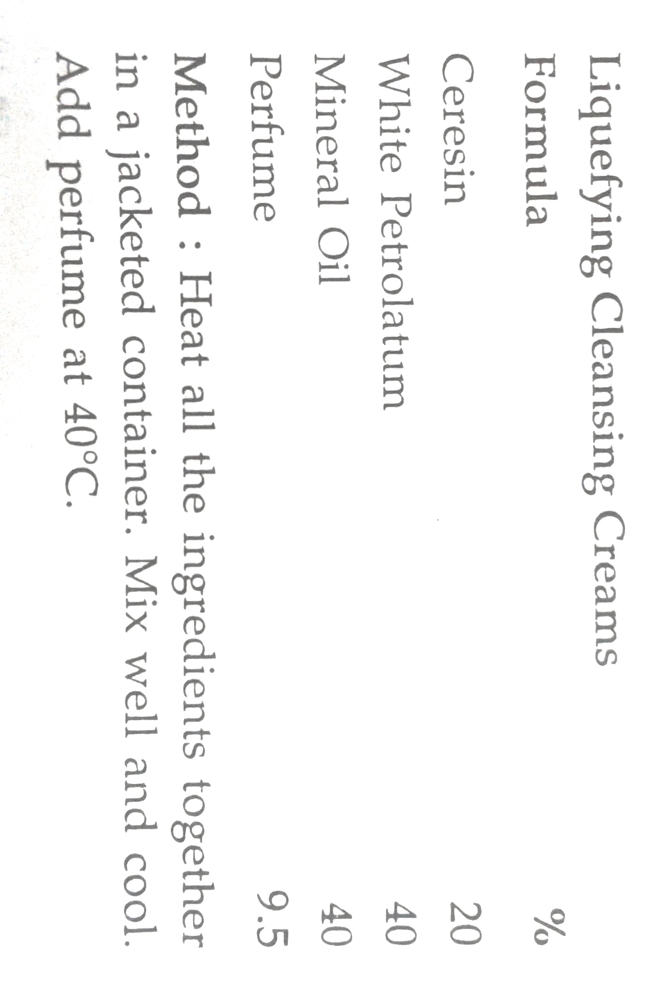 Liquefying Cleansing Creams
Formula %
Ceresin 20
White Petrolatum 40
Mineral Oil 40
Perfume 9.5
Method : Heat all the ingredients together
in a jacketed container. Mix well and cool.
Add perfume at 40°C.